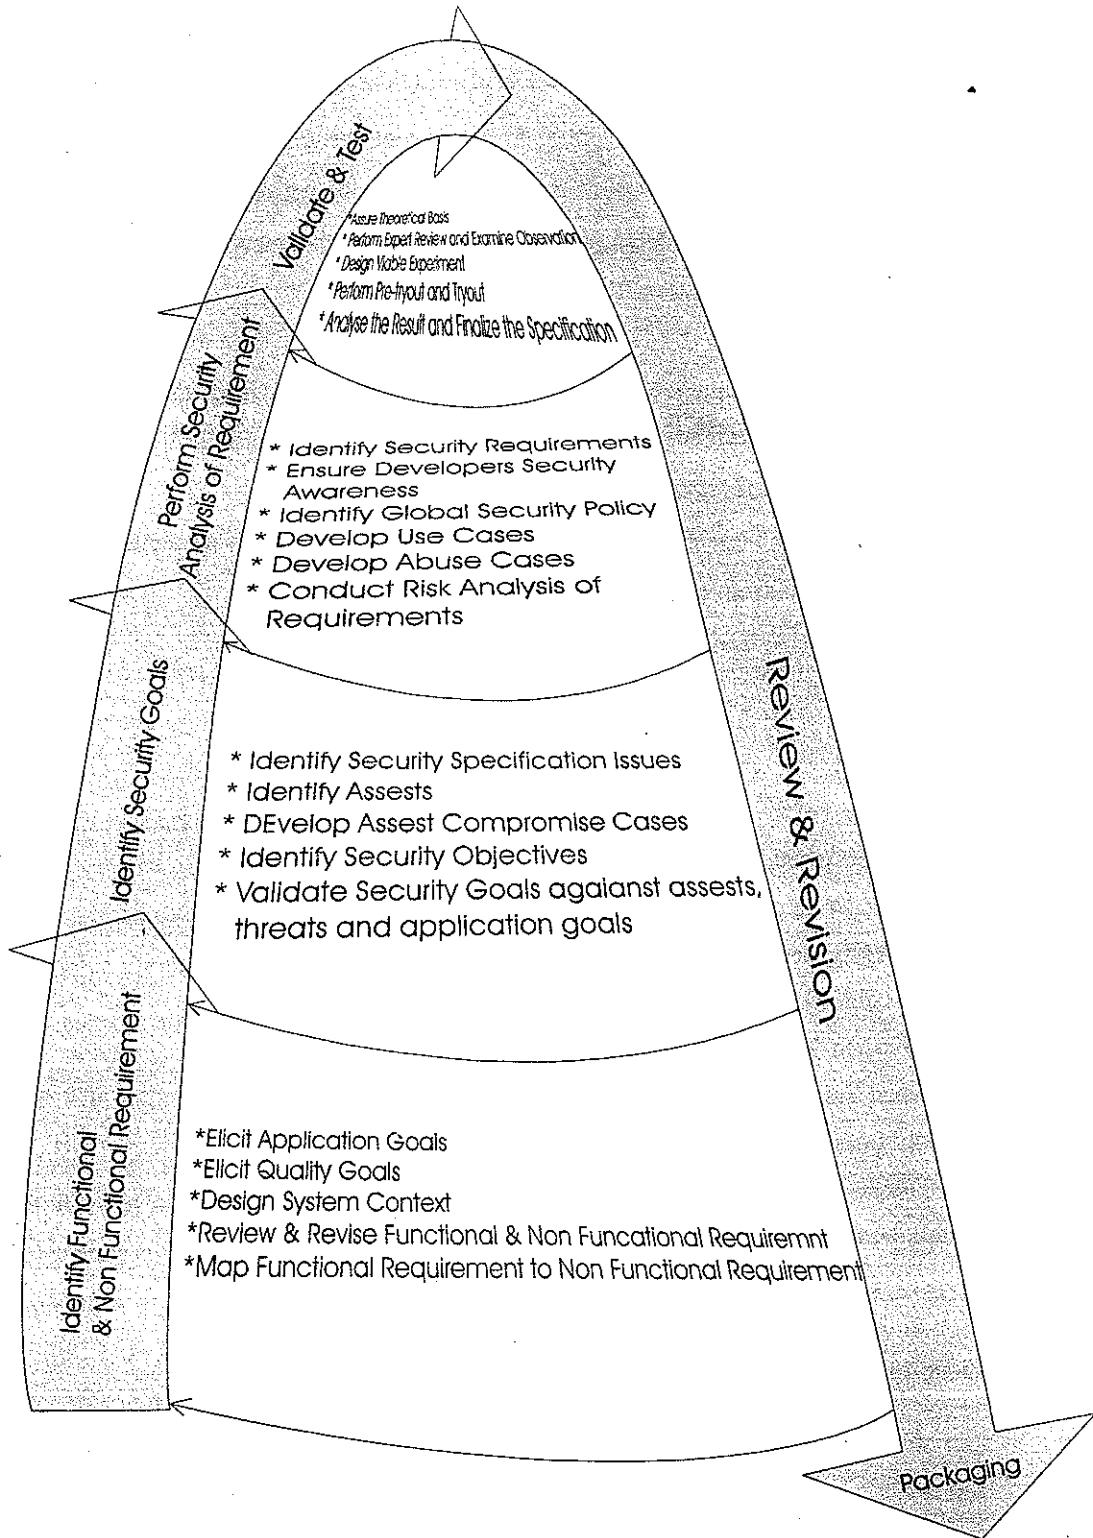 Validate & Test
*Assure Theoretical Basis
* Perform Expert Review and Examine Observation
* Design Viable Experiment
* Perform Pre-tryout and Tryout
* Analyse the Result and Finalize the Specification
Perform Security
Analysis of Requirement
* Identify Security Requirements
* Ensure Developers Security
Awareness
* Identify Global Security Policy
* Develop Use Cases
* Develop Abuse Cases
* Conduct Risk Analysis of
Requirements
Identify Security Goals
* Identify Security Specification Issues
* Identify Assests
* DEvelop Assest Compromise Cases
* Identify Security Objectives
* Validate Security Goals agaianst assests,
threats and application goals
Identify Functional
& Non Functional Requirement
*Elicit Application Goals
*Elicit Quality Goals
*Design System Context
*Review & Revise Functional & Non Funcational Requiremnt
*Map Functional Requirement to Non Functional Requirement
Review & Revision
Packaging